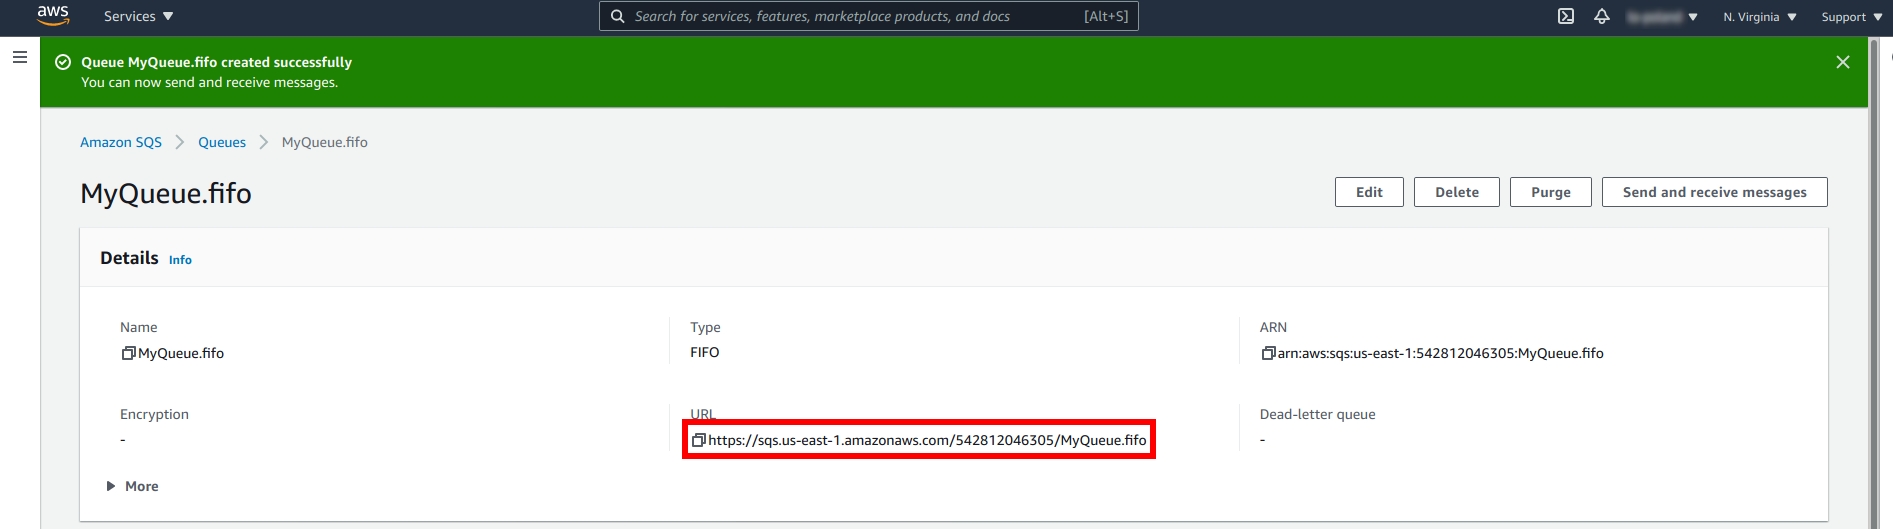 aws Services Search for services, features, marketplace products, and docs [Alt+S] N. Virginia Support
Queue MyQueue.fifo created successfully
You can now send and receive messages.
Amazon SQS Queues MyQueue.fifo
MyQueue.fifo Edit Delete Purge Send and receive messages
Details Info
Name Type ARN
MyQueue.fifo FIFO arn:aws:sqs:us-east-1:542812046305:MyQueue.fifo
Encryption URL Dead-letter queue
- https://sqs.us-east-1.amazonaws.com/542812046305/MyQueue.fifo -
More